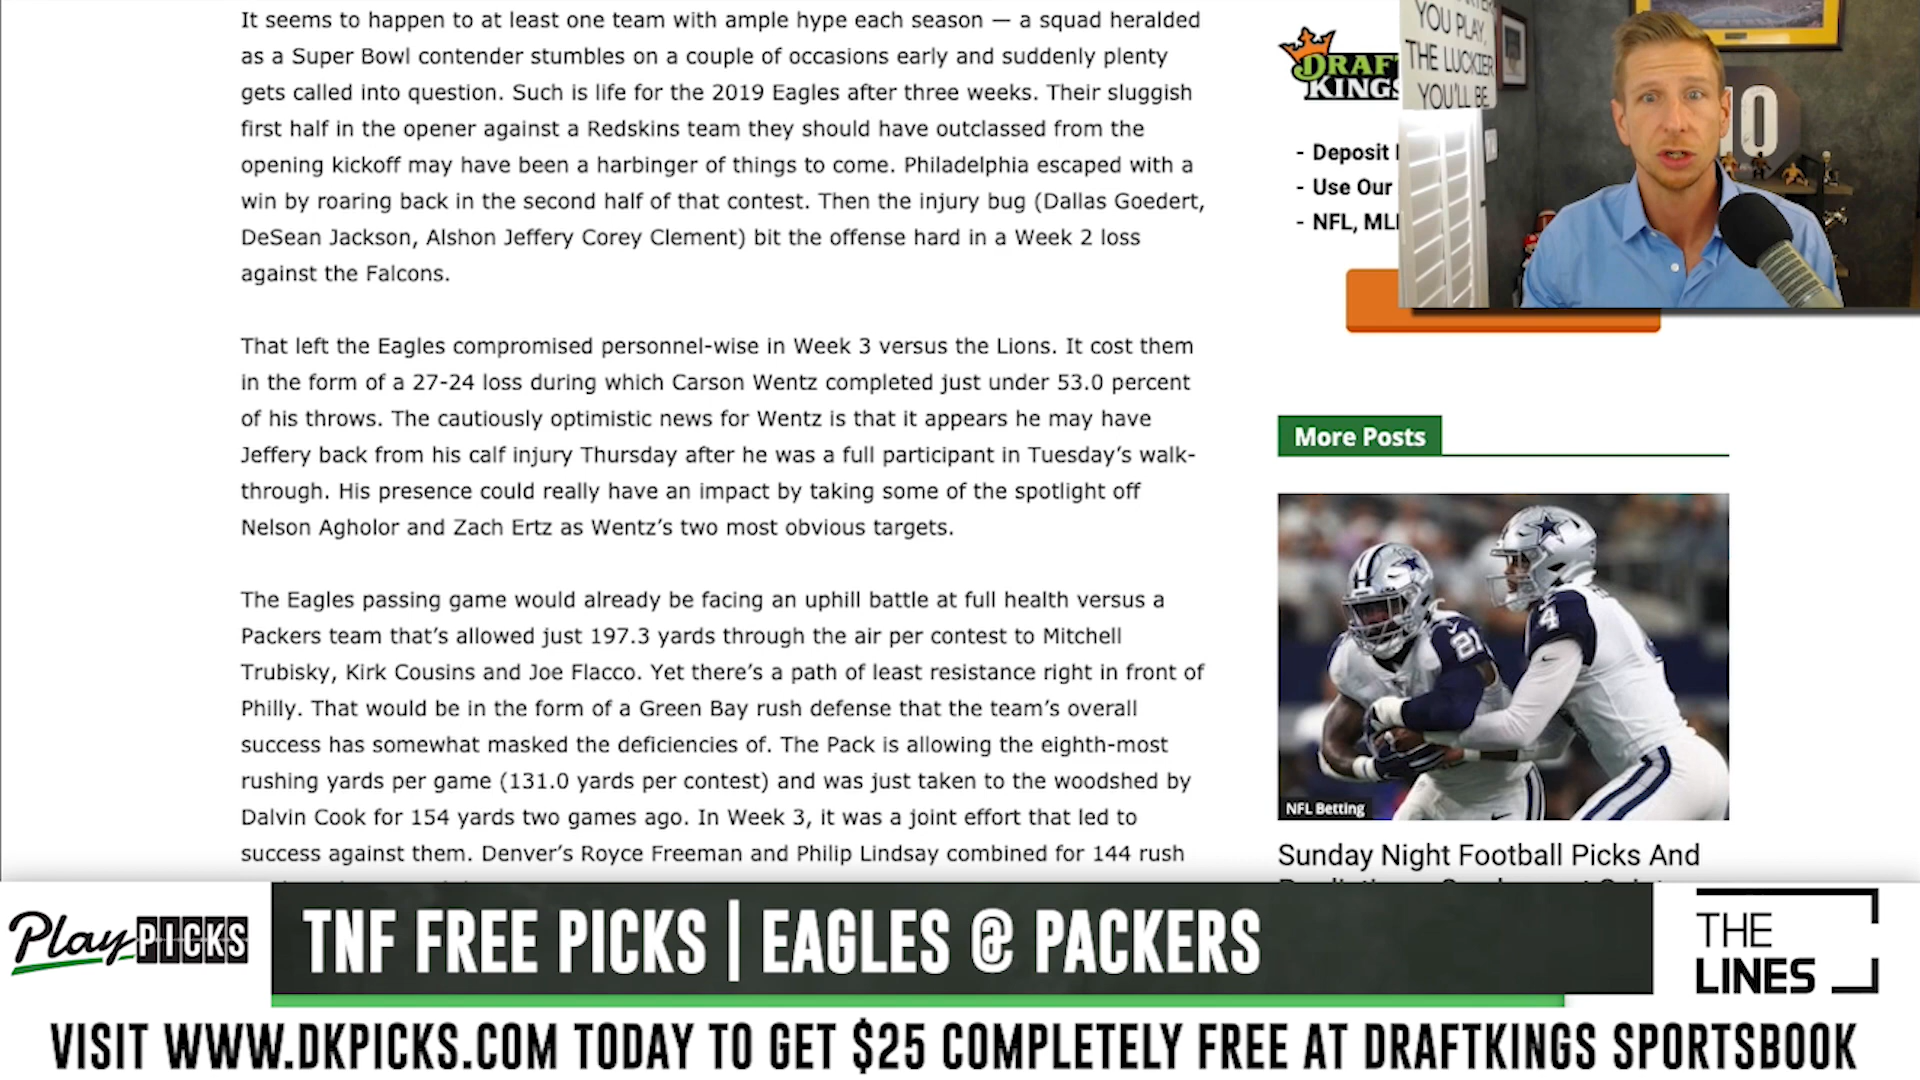 It seems to happen to at least one team with ample hype each season — a squad heralded
as a Super Bowl contender stumbles on a couple of occasions early and suddenly plenty
gets called into question. Such is life for the 2019 Eagles after three weeks. Their sluggish
first half in the opener against a Redskins team they should have outclassed from the
opening kickoff may have been a harbinger of things to come. Philadelphia escaped with a
win by roaring back in the second half of that contest. Then the injury bug (Dallas Goedert,
DeSean Jackson, Alshon Jeffery Corey Clement) bit the offense hard in a Week 2 loss
against the Falcons.
That left the Eagles compromised personnel-wise in Week 3 versus the Lions. It cost them
in the form of a 27-24 loss during which Carson Wentz completed just under 53.0 percent
of his throws. The cautiously optimistic news for Wentz is that it appears he may have
Jeffery back from his calf injury Thursday after he was a full participant in Tuesday's walk-
through. His presence could really have an impact by taking some of the spotlight off
Nelson Agholor and Zach Ertz as Wentz's two most obvious targets.
The Eagles passing game would already be facing an uphill battle at full health versus a
Packers team that's allowed just 197.3 yards through the air per contest to Mitchell
Trubisky, Kirk Cousins and Joe Flacco. Yet there's a path of least resistance right in front of
Philly. That would be in the form of a Green Bay rush defense that the team's overall
success has somewhat masked the deficiencies of. The Pack is allowing the eighth-most
rushing yards per game (131.0 yards per contest) and was just taken to the woodshed by
Dalvin Cook for 154 yards two games ago. In Week 3, it was a joint effort that led to
success against them. Denver's Royce Freeman and Philip Lindsay combined for 144 rush
DRAF
KINGS
- Deposit
- Use Our
- NFL, ML
YOU PLAY,
THE LUCKIER
YOU'LL BE
10
More Posts
21
4
NFL Betting
Sunday Night Football Picks And
Play PICKS
TNF FREE PICKS | EAGLES @ PACKERS
THE
LINES
VISIT WWW.DKPICKS.COM TODAY TO GET $25 COMPLETELY FREE AT DRAFTKINGS SPORTSBOOK